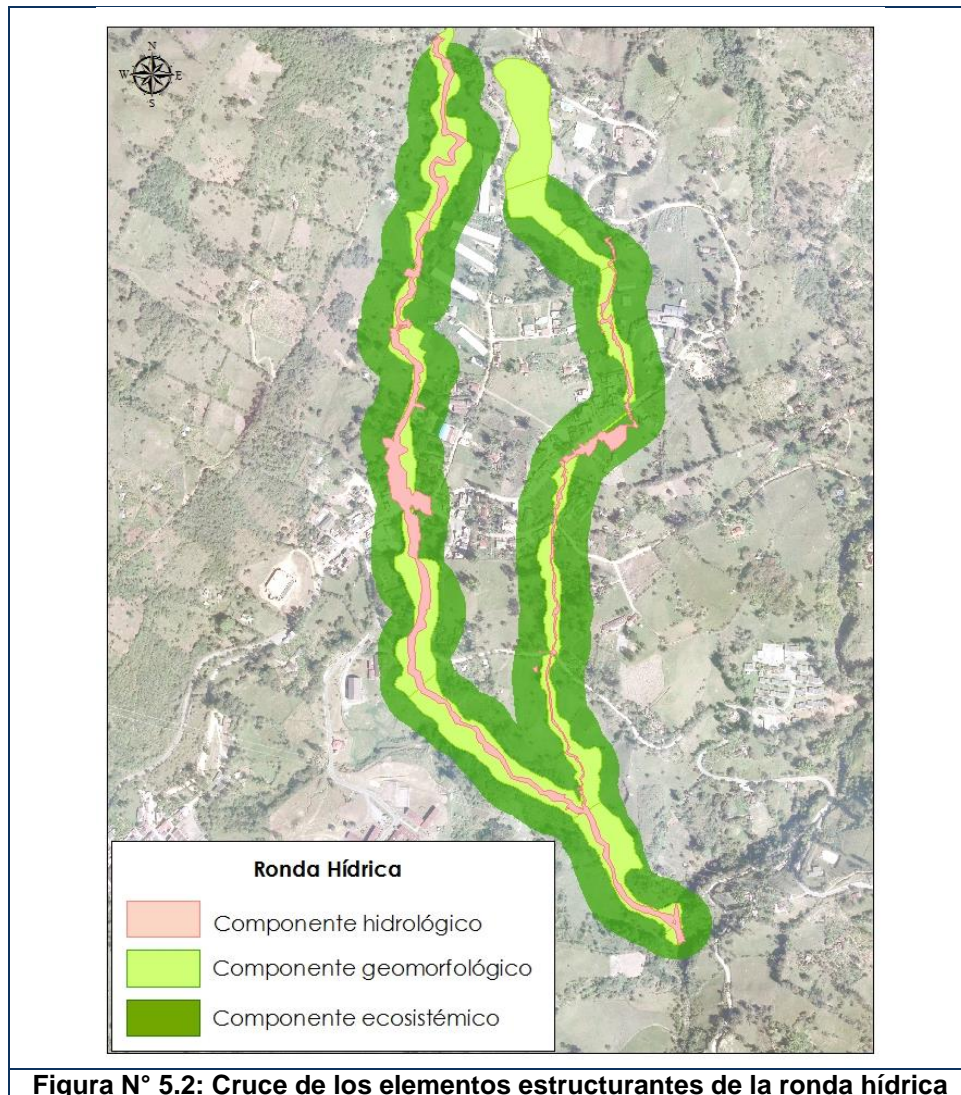 N
W E
S
Ronda Hídrica
Componente hidrológico
Componente geomorfológico
Componente ecosistémico
Figura N° 5.2: Cruce de los elementos estructurantes de la ronda hídrica